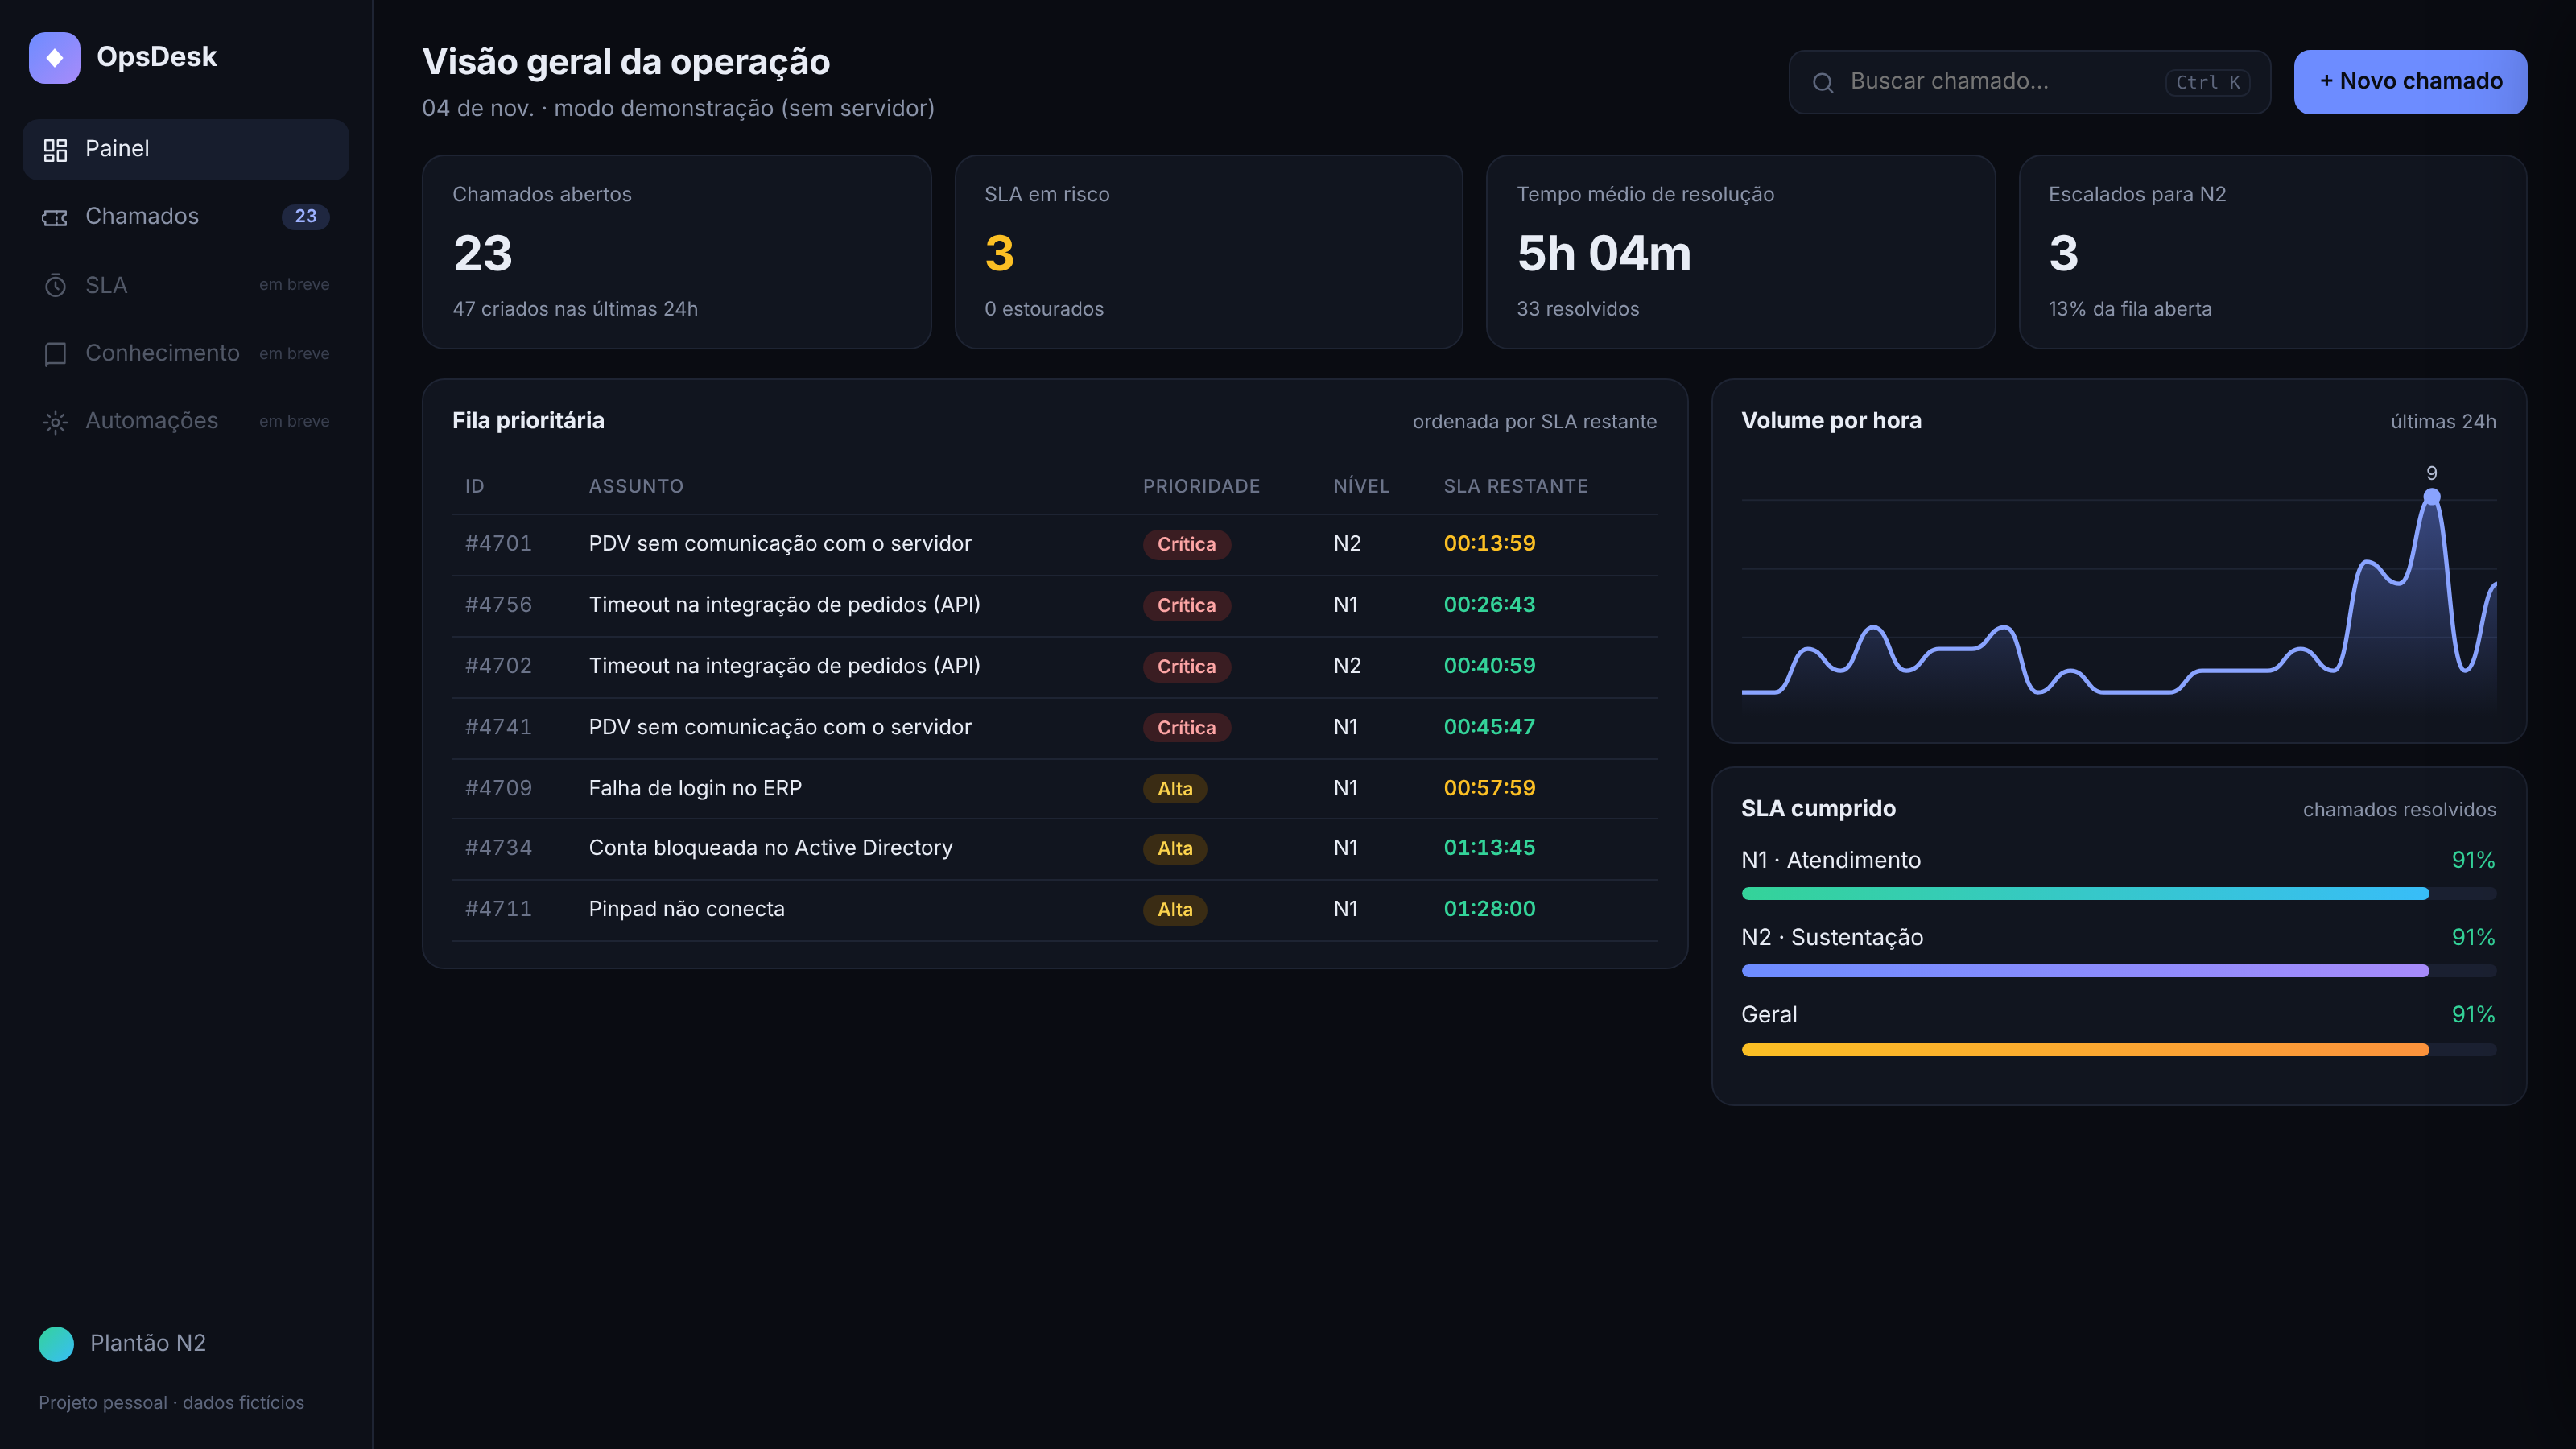 OpsDesk
Painel
Chamados 23
SLA em breve
Conhecimento em breve
Automações em breve
Plantão N2
Projeto pessoal · dados fictícios
Visão geral da operação
04 de nov. · modo demonstração (sem servidor)
Buscar chamado... Ctrl K
+ Novo chamado
Chamados abertos
23
47 criados nas últimas 24h
SLA em risco
3
0 estourados
Tempo médio de resolução
5h 04m
33 resolvidos
Escalados para N2
3
13% da fila aberta
Fila prioritária ordenada por SLA restante
ID ASSUNTO PRIORIDADE NÍVEL SLA RESTANTE
#4701 PDV sem comunicação com o servidor Crítica N2 00:13:59
#4756 Timeout na integração de pedidos (API) Crítica N1 00:26:43
#4702 Timeout na integração de pedidos (API) Crítica N2 00:40:59
#4741 PDV sem comunicação com o servidor Crítica N1 00:45:47
#4709 Falha de login no ERP Alta N1 00:57:59
#4734 Conta bloqueada no Active Directory Alta N1 01:13:45
#4711 Pinpad não conecta Alta N1 01:28:00
Volume por hora últimas 24h
9
SLA cumprido chamados resolvidos
N1 · Atendimento 91%
N2 · Sustentação 91%
Geral 91%